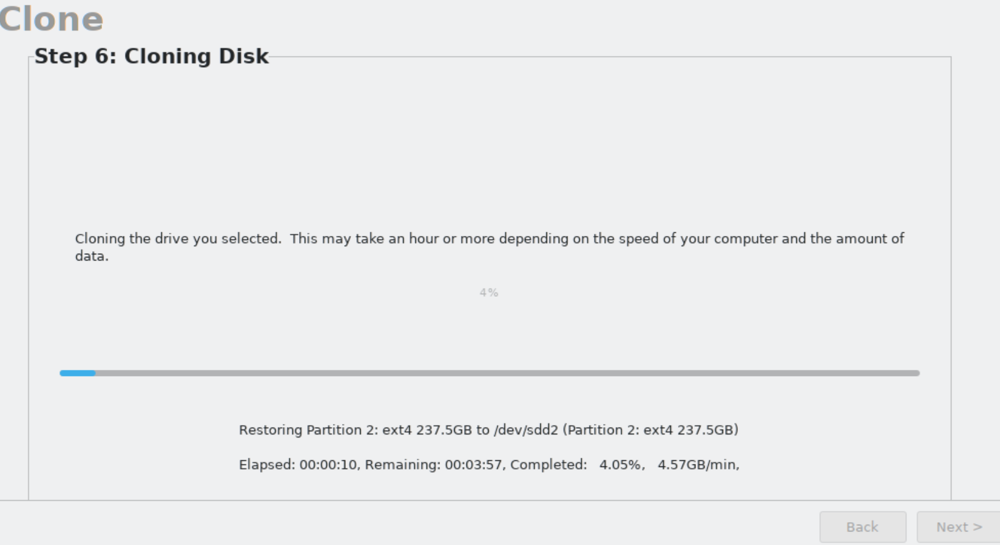 Clone
Step 6: Cloning Disk
Cloning the drive you selected.  This may take an hour or more depending on the speed of your computer and the amount of
data.
4%
Restoring Partition 2: ext4 237.5GB to /dev/sdd2 (Partition 2: ext4 237.5GB)
Elapsed: 00:00:10, Remaining: 00:03:57, Completed:   4.05%,   4.57GB/min,
Back
Next >